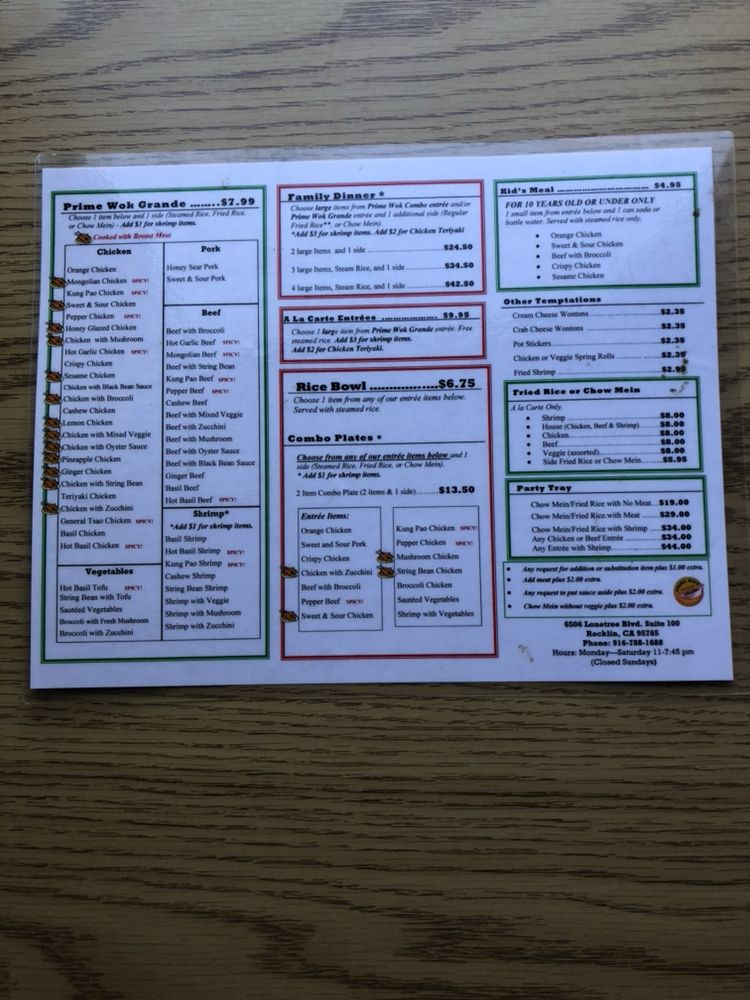 Prime Wok Grande ........$7.99
Choose 1 item below and 1 side (Steamed Rice, Fried Rice,
or Chow Mein) - Add $1 for shrimp items.
Cooked with Breast Meat
Chicken
Orange Chicken
Mongolian Chicken SPICY!
Kung Pao Chicken SPICY!
Sweet & Sour Chicken
Pepper Chicken SPICY!
Honey Glazed Chicken
Chicken with Mushroom
Hot Garlic Chicken SPICY!
Crispy Chicken
Sesame Chicken
Chicken with Black Bean Sauce
Chicken with Broccoli
Cashew Chicken
Lemon Chicken
Chicken with Mixed Veggie
Chicken with Oyster Sauce
Pineapple Chicken
Ginger Chicken
Chicken with String Bean
Teriyaki Chicken
Chicken with Zucchini
General Tsao Chicken SPICY!
Basil Chicken
Hot Basil Chicken SPICY!
Vegetables
Hot Basil Tofu SPICY!
String Bean with Tofu
Sautéed Vegetables
Broccoli with Fresh Mushroom
Broccoli with Zucchini
Pork
Honey Sear Pork
Sweet & Sour Pork
Beef
Beef with Broccoli
Hot Garlic Beef SPICY!
Mongolian Beef SPICY!
Beef with String Bean
Kung Pao Beef SPICY!
Pepper Beef SPICY!
Cashew Beef
Beef with Mixed Veggie
Beef with Zucchini
Beef with Mushroom
Beef with Oyster Sauce
Beef with Black Bean Sauce
Ginger Beef
Basil Beef
Hot Basil Beef SPICY!
Shrimp*
*Add $1 for shrimp items.
Basil Shrimp
Hot Basil Shrimp SPICY!
Kung Pao Shrimp SPICY!
Cashew Shrimp
String Bean Shrimp
Shrimp with Veggie
Shrimp with Mushroom
Shrimp with Zucchini
Family Dinner *
Choose large items from Prime Wok Combo entrée and/or
Prime Wok Grande entrée and 1 additional side (Regular
Fried Rice**, or Chow Mein).
*Add $3 for shrimp items. Add $2 for Chicken Teriyaki
2 large Items and 1 side ..........................$24.50
3 large Items, Steam Rice, and 1 side ............$34.50
4 large Items, Steam Rice, and 1 side ............$42.50
A La Carte Entrées .................... $9.95
Choose 1 large item from Prime Wok Grande entrée. Free
steamed rice. Add $3 for shrimp items.
Add $2 for Chicken Teriyaki.
Rice Bowl ................$6.75
Choose 1 item from any of our entrée items below.
Served with steamed rice.
Combo Plates *
Choose from any of our entrée items below and 1
side (Steamed Rice, Fried Rice, or Chow Mein).
* Add $1 for shrimp items.
2 Item Combo Plate (2 items & 1 side).......$13.50
Entrée Items:
Orange Chicken
Sweet and Sour Pork
Crispy Chicken
Chicken with Zucchini
Beef with Broccoli
Pepper Beef SPICY!
Sweet & Sour Chicken
Kung Pao Chicken SPICY!
Pepper Chicken SPICY!
Mushroom Chicken
String Bean Chicken
Broccoli Chicken
Sautéed Vegetables
Shrimp with Vegetables
Kid's Meal .............................. $4.95
FOR 10 YEARS OLD OR UNDER ONLY
1 small item from entrée below and 1 can soda or
bottle water. Served with steamed rice only.
• Orange Chicken
• Sweet & Sour Chicken
• Beef with Broccoli
• Crispy Chicken
• Sesame Chicken
Other Temptations
Cream Cheese Wontons ........................$2.35
Crab Cheese Wontons .........................$2.35
Pot Stickers.....................................$2.35
Chicken or Veggie Spring Rolls ..............$2.35
Fried Shrimp ....................................$2.95
Fried Rice or Chow Mein
A la Carte Only.
• Shrimp ................................$8.00
• House (Chicken, Beef & Shrimp)......$8.00
• Chicken...............................$8.00
• Beef...................................$8.00
• Veggie (assorted)......................$8.00
• Side Fried Rice or Chow Mein........$5.95
Party Tray
Chow Mein/Fried Rice with No Meat...$19.00
Chow Mein/Fried Rice with Meat ......$29.00
Chow Mein/Fried Rice with Shrimp ....$34.00
Any Chicken or Beef Entrée ............$34.00
Any Entrée with Shrimp.................$44.00
• Any request for addition or substitution item plus $1.00 extra.
• Add meat plus $2.00 extra.
• Any request to put sauce aside plus $2.00 extra.
• Chow Mein without veggie plus $2.00 extra.
6506 Lonetree Blvd. Suite 100
Rocklin, CA 95765
Phone: 916-788-1688
Hours: Monday—Saturday 11-7:45 pm
(Closed Sundays)